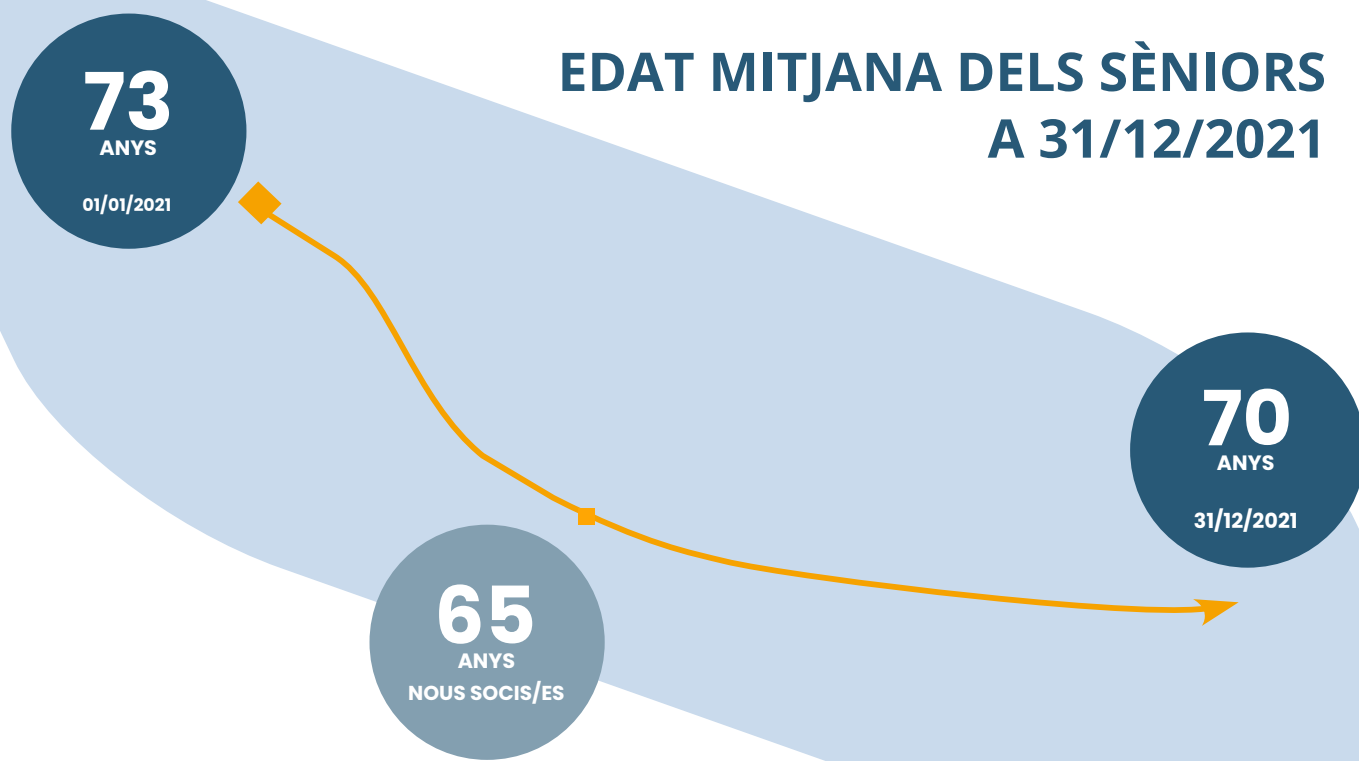 EDAT MITJANA DELS SÈNIORS
A 31/12/2021
73
ANYS
01/01/2021
65
ANYS
NOUS SOCIS/ES
70
ANYS
31/12/2021